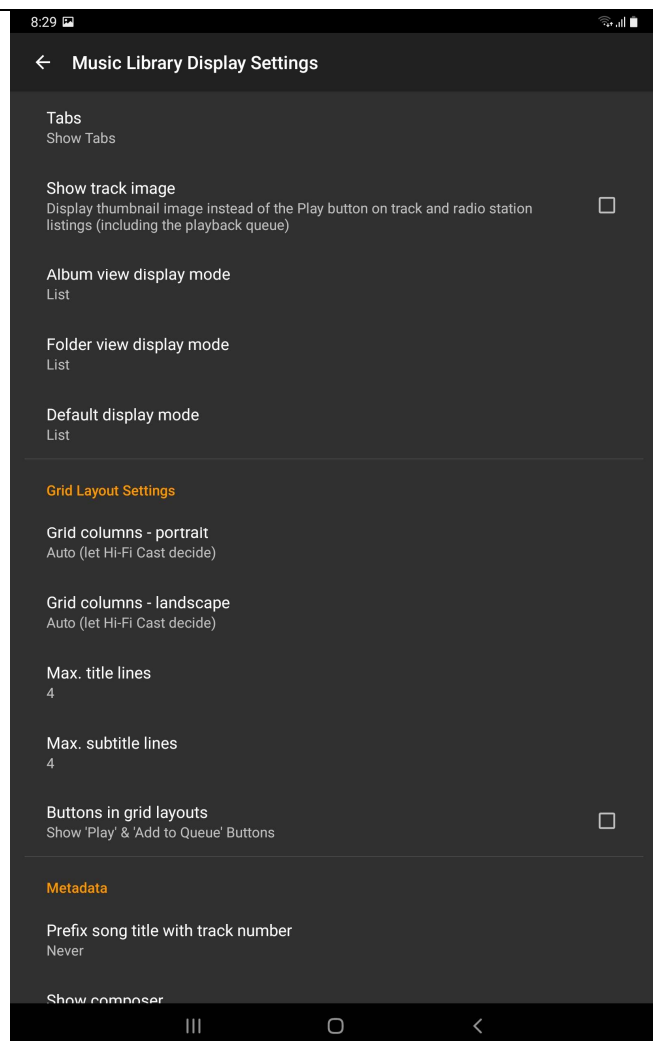 8:29
Music Library Display Settings
Tabs
Show Tabs
Show track image
Display thumbnail image instead of the Play button on track and radio station
listings (including the playback queue)
Album view display mode
List
Folder view display mode
List
Default display mode
List
Grid Layout Settings
Grid columns - portrait
Auto (let Hi-Fi Cast decide)
Grid columns - landscape
Auto (let Hi-Fi Cast decide)
Max. title lines
4
Max. subtitle lines
4
Buttons in grid layouts
Show 'Play' & 'Add to Queue' Buttons
Metadata
Prefix song title with track number
Never
Show composer